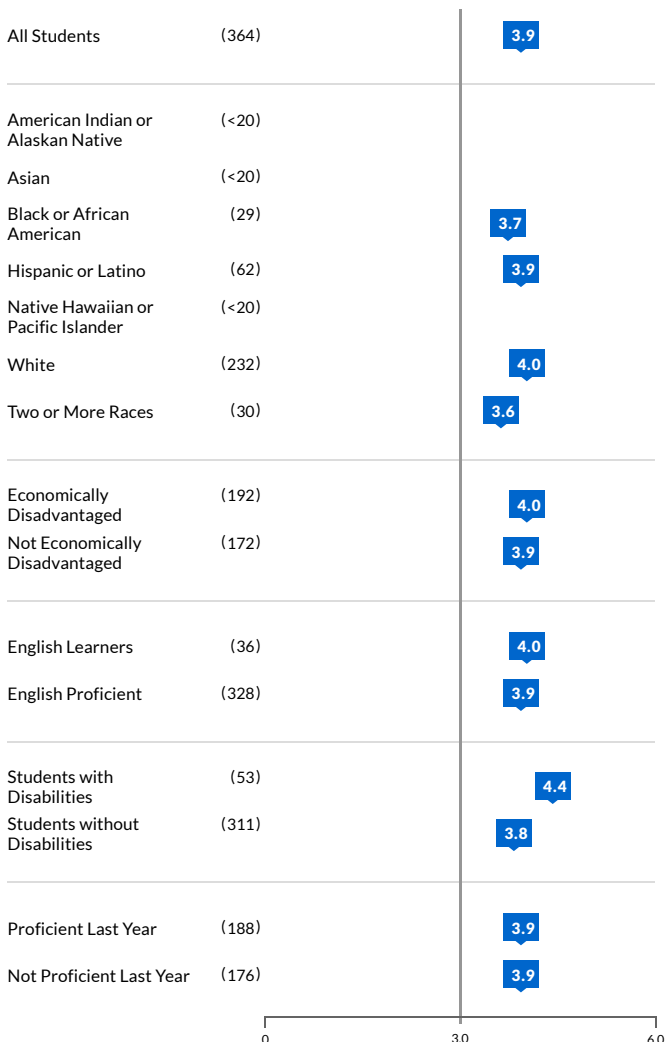 All Students (364) 3.9
American Indian or (<20)
Alaskan Native
Asian (<20)
Black or African (29) 3.7
American
Hispanic or Latino (62) 3.9
Native Hawaiian or (<20)
Pacific Islander
White (232) 4.0
Two or More Races (30) 3.6
Economically (192) 4.0
Disadvantaged
Not Economically (172) 3.9
Disadvantaged
English Learners (36) 4.0
English Proficient (328) 3.9
Students with (53) 4.4
Disabilities
Students without (311) 3.8
Disabilities
Proficient Last Year (188) 3.9
Not Proficient Last Year (176) 3.9
0 3.0 6.0